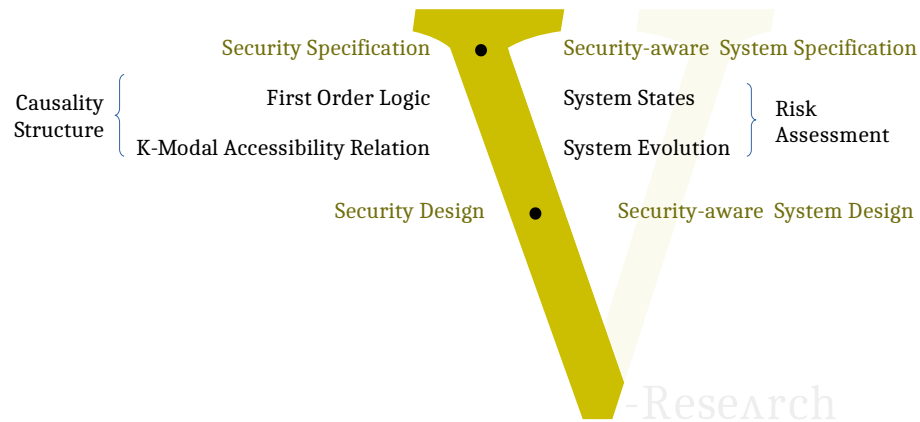 Security Specification
Security-aware System Specification
Causality
Structure
First Order Logic
K-Modal Accessibility Relation
System States
System Evolution
Risk
Assessment
Security Design
Security-aware System Design
V
-ReseΛrch